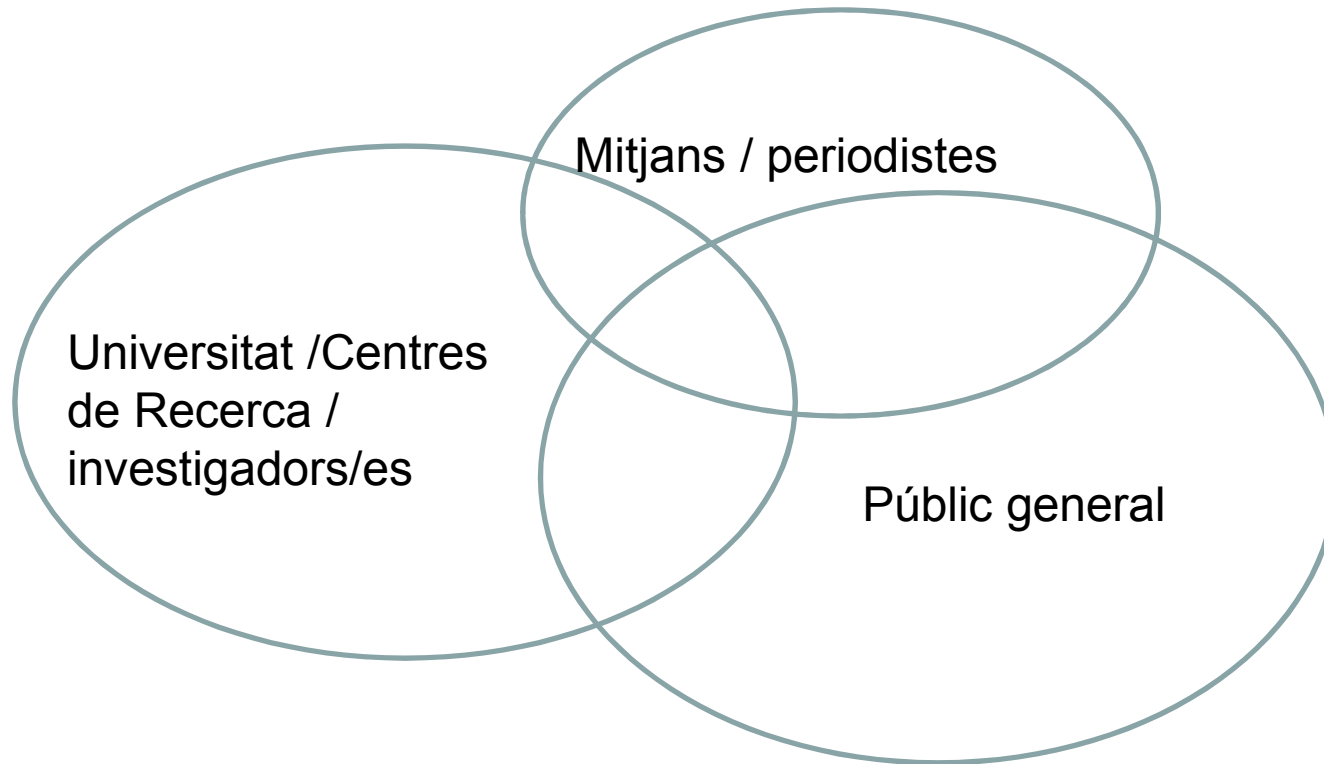 Mitjans / periodistes
Universitat /Centres
de Recerca /
investigadors/es
Públic general